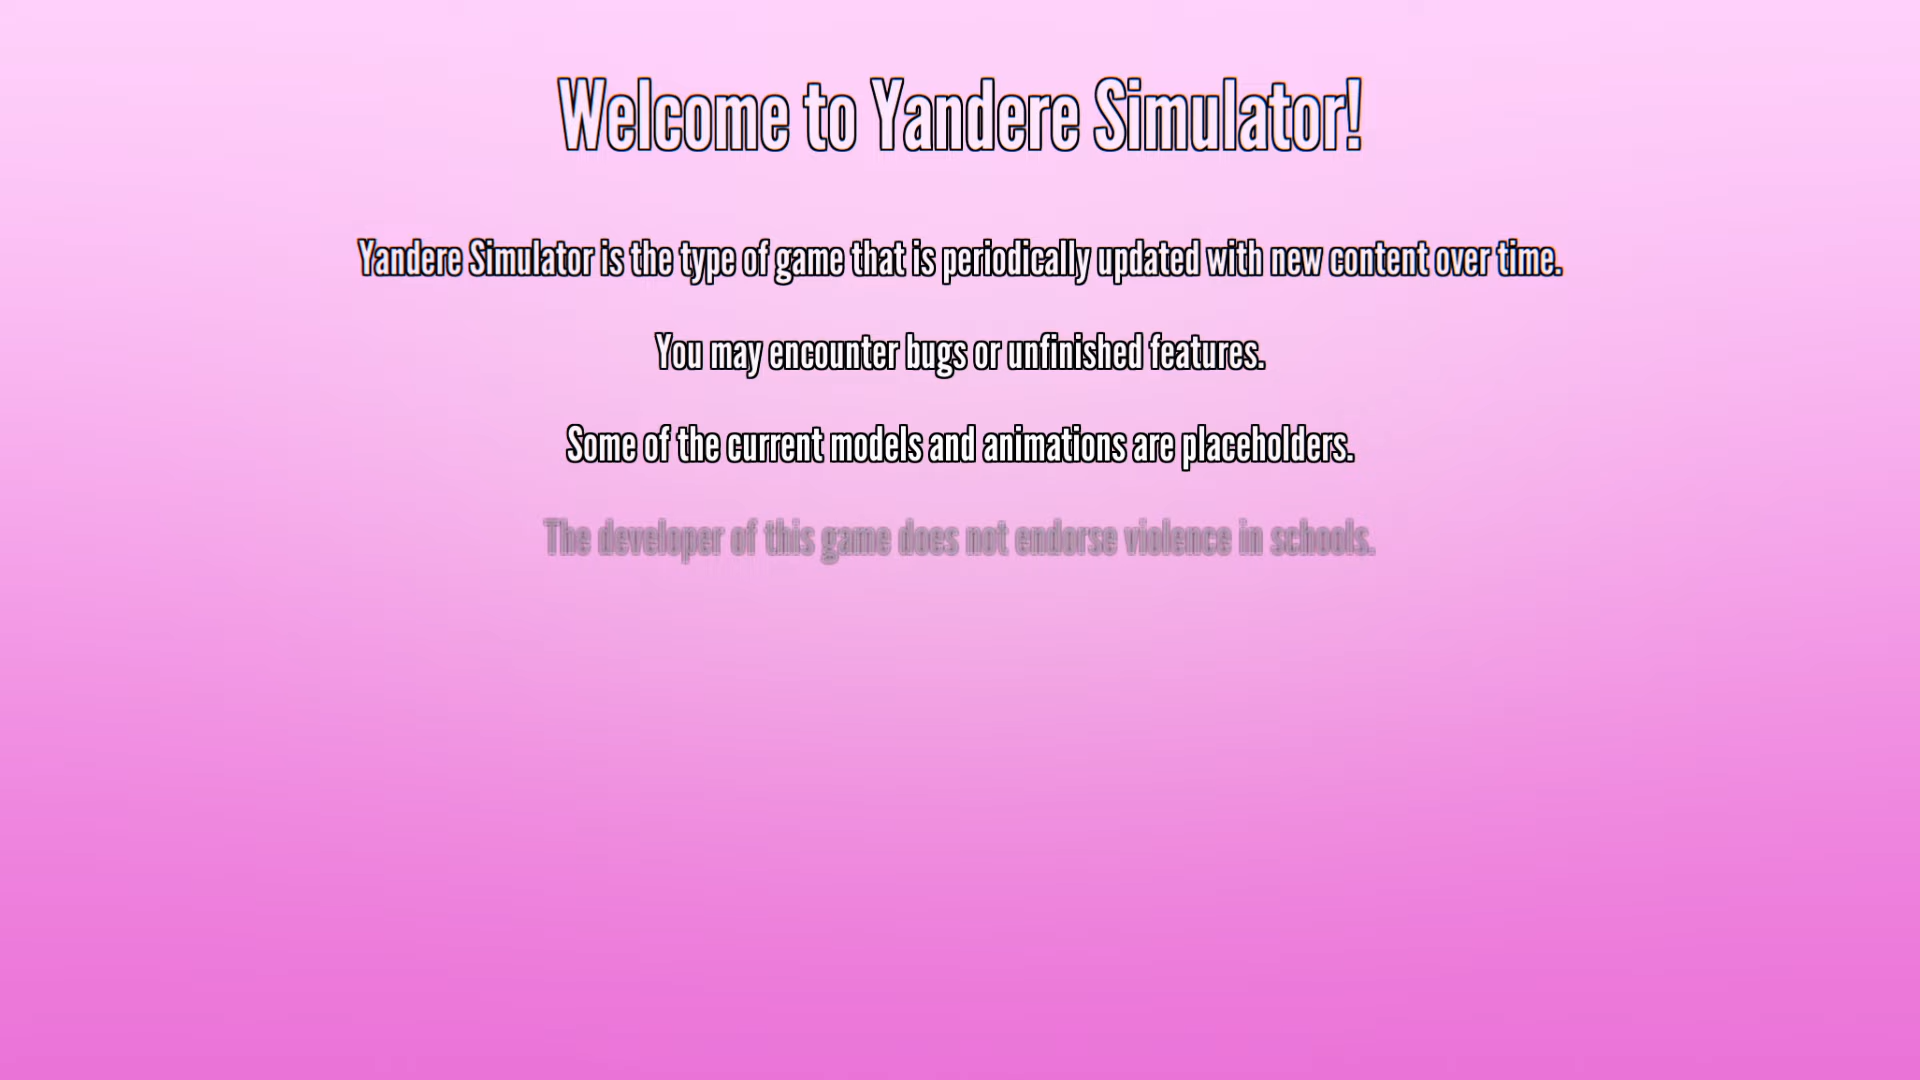 Welcome to Yandere Simulator!
Yandere Simulator is the type of game that is periodically updated with new content over time.
You may encounter bugs or unfinished features.
Some of the current models and animations are placeholders.
The developer of this game does not endorse violence in schools.